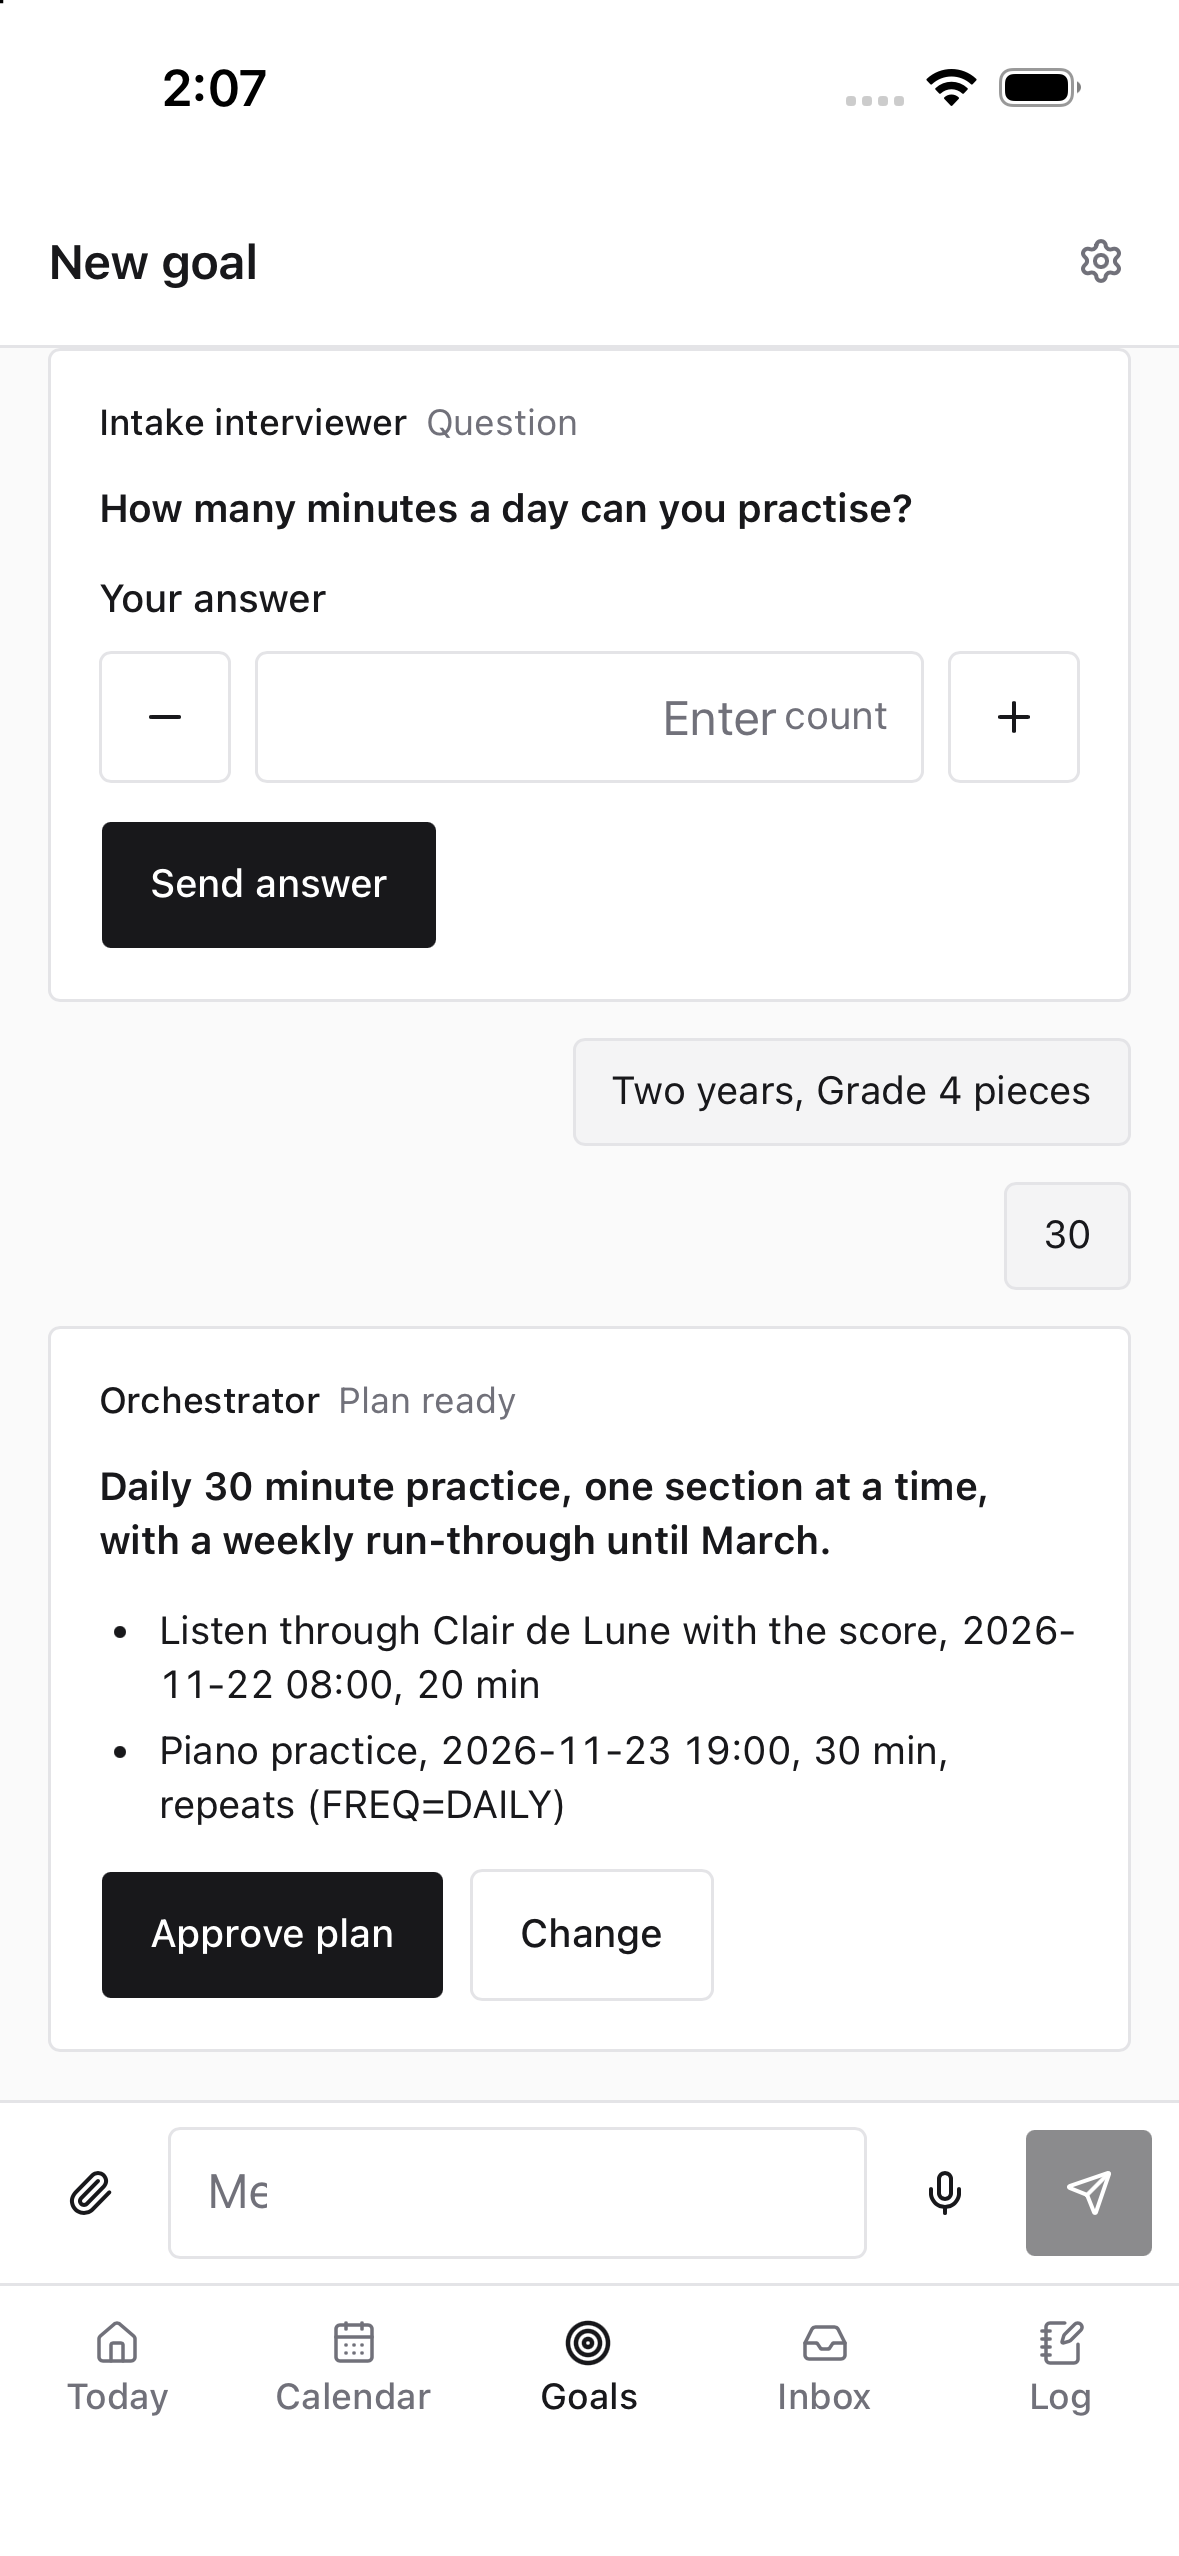 2:07
New goal
Intake interviewer Question
How many minutes a day can you practise?
Your answer
Enter count
Send answer
Two years, Grade 4 pieces
30
Orchestrator Plan ready
Daily 30 minute practice, one section at a time,
with a weekly run-through until March.
Listen through Clair de Lune with the score, 2026-
11-22 08:00, 20 min
Piano practice, 2026-11-23 19:00, 30 min,
repeats (FREQ=DAILY)
Approve plan Change
Me
Today Calendar Goals Inbox Log